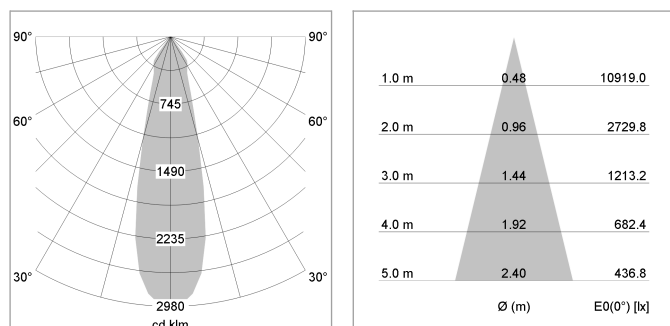 90° 90°
745
60° 60°
1490
2235
30° 30°
2980
cd klm
1.0 m 0.48 10919.0
2.0 m 0.96 2729.8
3.0 m 1.44 1213.2
4.0 m 1.92 682.4
5.0 m 2.40 436.8
Ø (m) E0(0°) [lx]